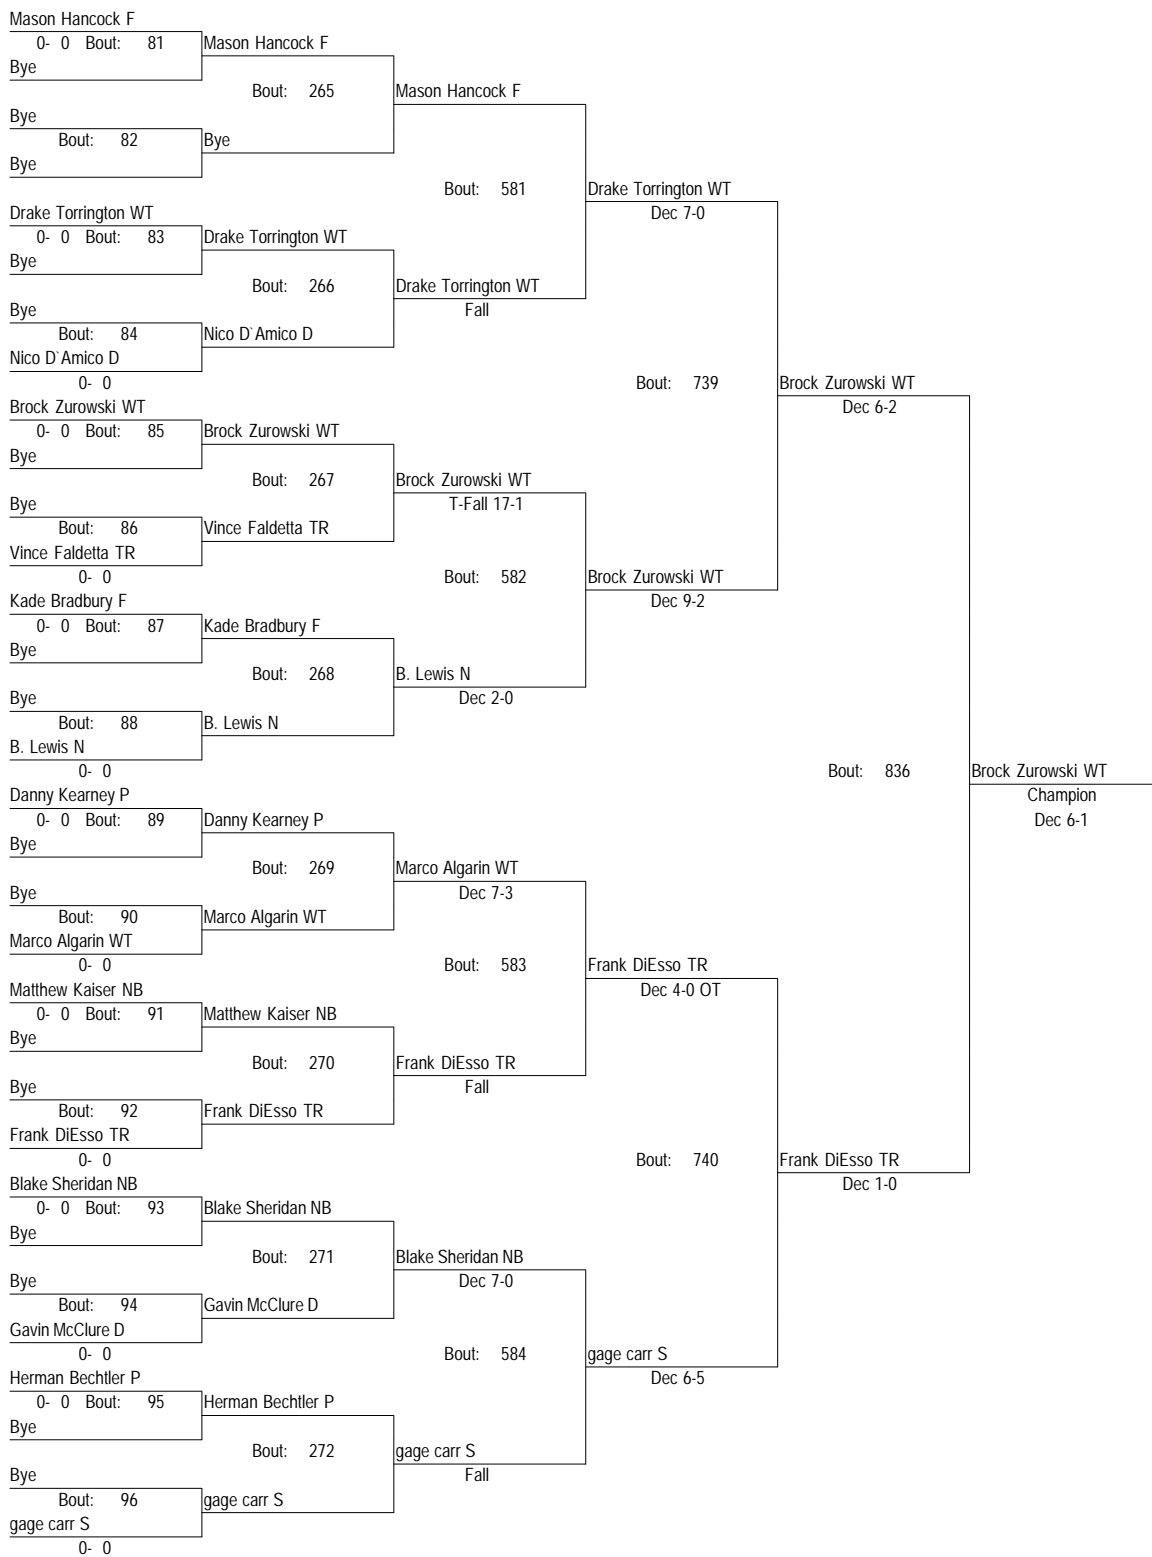 Mason Hancock F
0- 0 Bout: 81 Mason Hancock F
Bye
Bout: 265 Mason Hancock F
Bye
Bout: 82 Bye
Bye
Bout: 581 Drake Torrington WT
Drake Torrington WT Dec 7-0
0- 0 Bout: 83 Drake Torrington WT
Bye
Bout: 266 Drake Torrington WT
Bye Fall
Bout: 84 Nico D`Amico D
Nico D`Amico D
0- 0 Bout: 739 Brock Zurowski WT
Brock Zurowski WT Dec 6-2
0- 0 Bout: 85 Brock Zurowski WT
Bye
Bout: 267 Brock Zurowski WT
Bye T-Fall 17-1
Bout: 86 Vince Faldetta TR
Vince Faldetta TR
0- 0 Bout: 582 Brock Zurowski WT
Kade Bradbury F Dec 9-2
0- 0 Bout: 87 Kade Bradbury F
Bye
Bout: 268 B. Lewis N
Bye Dec 2-0
Bout: 88 B. Lewis N
B. Lewis N
0- 0 Bout: 836 Brock Zurowski WT
Danny Kearney P Champion
0- 0 Bout: 89 Danny Kearney P Dec 6-1
Bye
Bout: 269 Marco Algarin WT
Bye Dec 7-3
Bout: 90 Marco Algarin WT
Marco Algarin WT
0- 0 Bout: 583 Frank DiEsso TR
Matthew Kaiser NB Dec 4-0 OT
0- 0 Bout: 91 Matthew Kaiser NB
Bye
Bout: 270 Frank DiEsso TR
Bye Fall
Bout: 92 Frank DiEsso TR
Frank DiEsso TR
0- 0 Bout: 740 Frank DiEsso TR
Blake Sheridan NB Dec 1-0
0- 0 Bout: 93 Blake Sheridan NB
Bye
Bout: 271 Blake Sheridan NB
Bye Dec 7-0
Bout: 94 Gavin McClure D
Gavin McClure D
0- 0 Bout: 584 gage carr S
Herman Bechtler P Dec 6-5
0- 0 Bout: 95 Herman Bechtler P
Bye
Bout: 272 gage carr S
Bye Fall
Bout: 96 gage carr S
gage carr S
0- 0